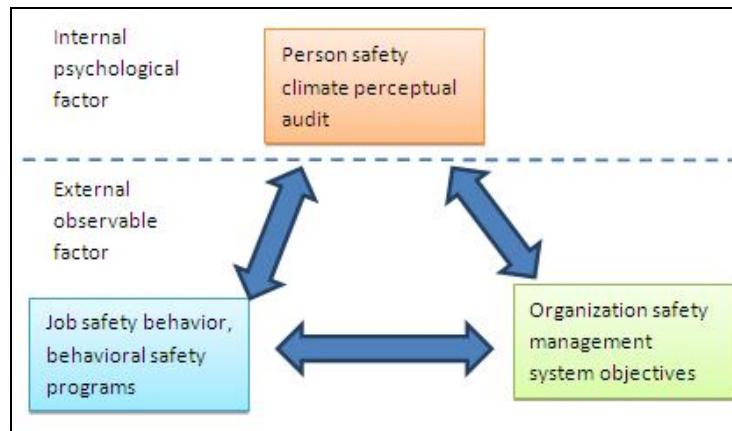 Internal
psychological
factor
Person safety
climate perceptual
audit
External
observable
factor
Job safety behavior,
behavioral safety
programs
Organization safety
management
system objectives